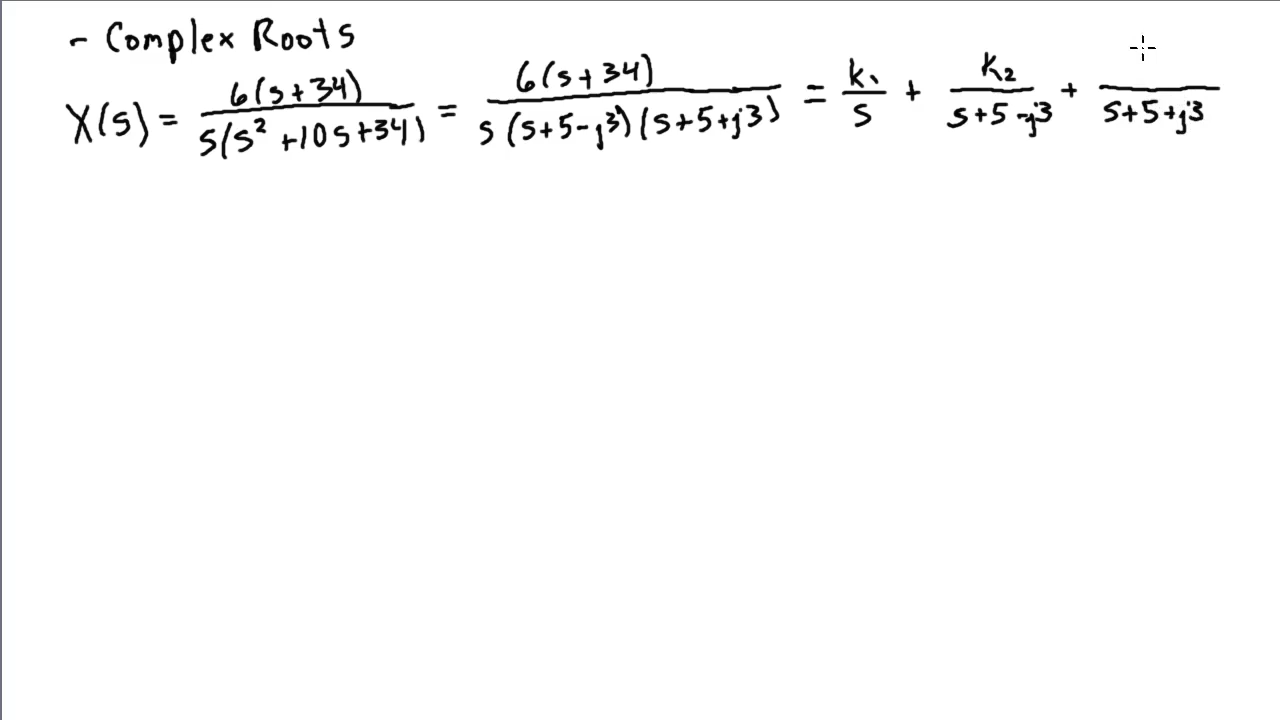 - Complex Roots
X(s) = 6(s+34) / s(s² +10s+34) = 6(s+34) / s(s+5-j3)(s+5+j3) = k₁ / s + k₂ / s+5-j3 + / s+5+j3